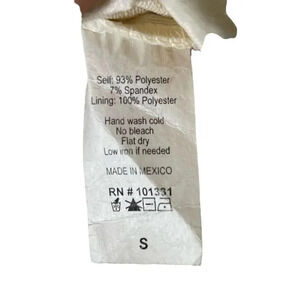 Self: 93% Polyester
7% Spandex
Lining: 100% Polyester
Hand wash cold
No bleach
Flat dry
Low iron if needed
MADE IN MEXICO
RN # 101331
S